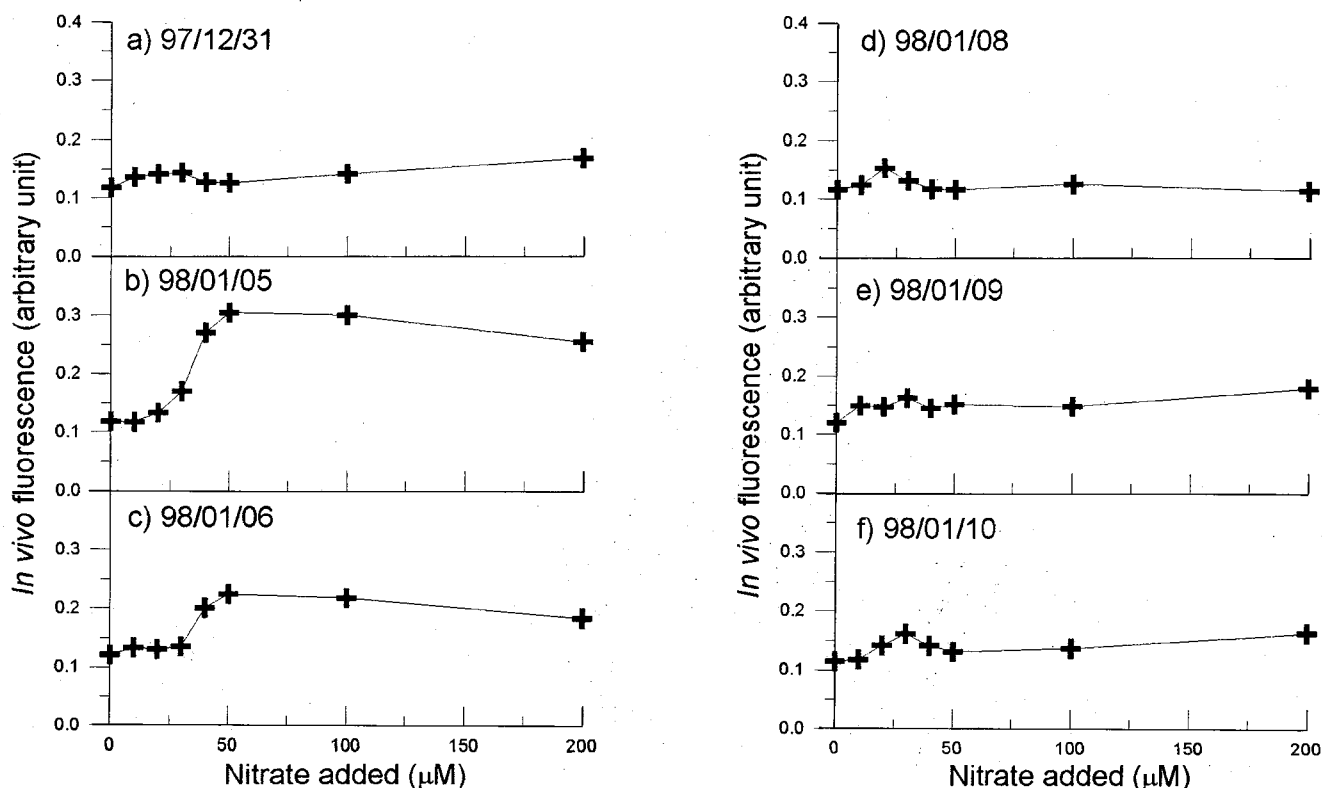 0.4
a) 97/12/31
0.3
0.2
0.1
0.0
b) 98/01/05
0.3
0.2
0.1
0.0
c) 98/01/06
0.3
0.2
0.1
0.0
0 50 100 150 200
Nitrate added (μM)
In vivo fluorescence (arbitrary unit)
0.4
d) 98/01/08
0.3
0.2
0.1
0.0
e) 98/01/09
0.3
0.2
0.1
0.0
f) 98/01/10
0.3
0.2
0.1
0.0
0 50 100 150 200
Nitrate added (μM)
In vivo fluorescence (arbitrary unit)